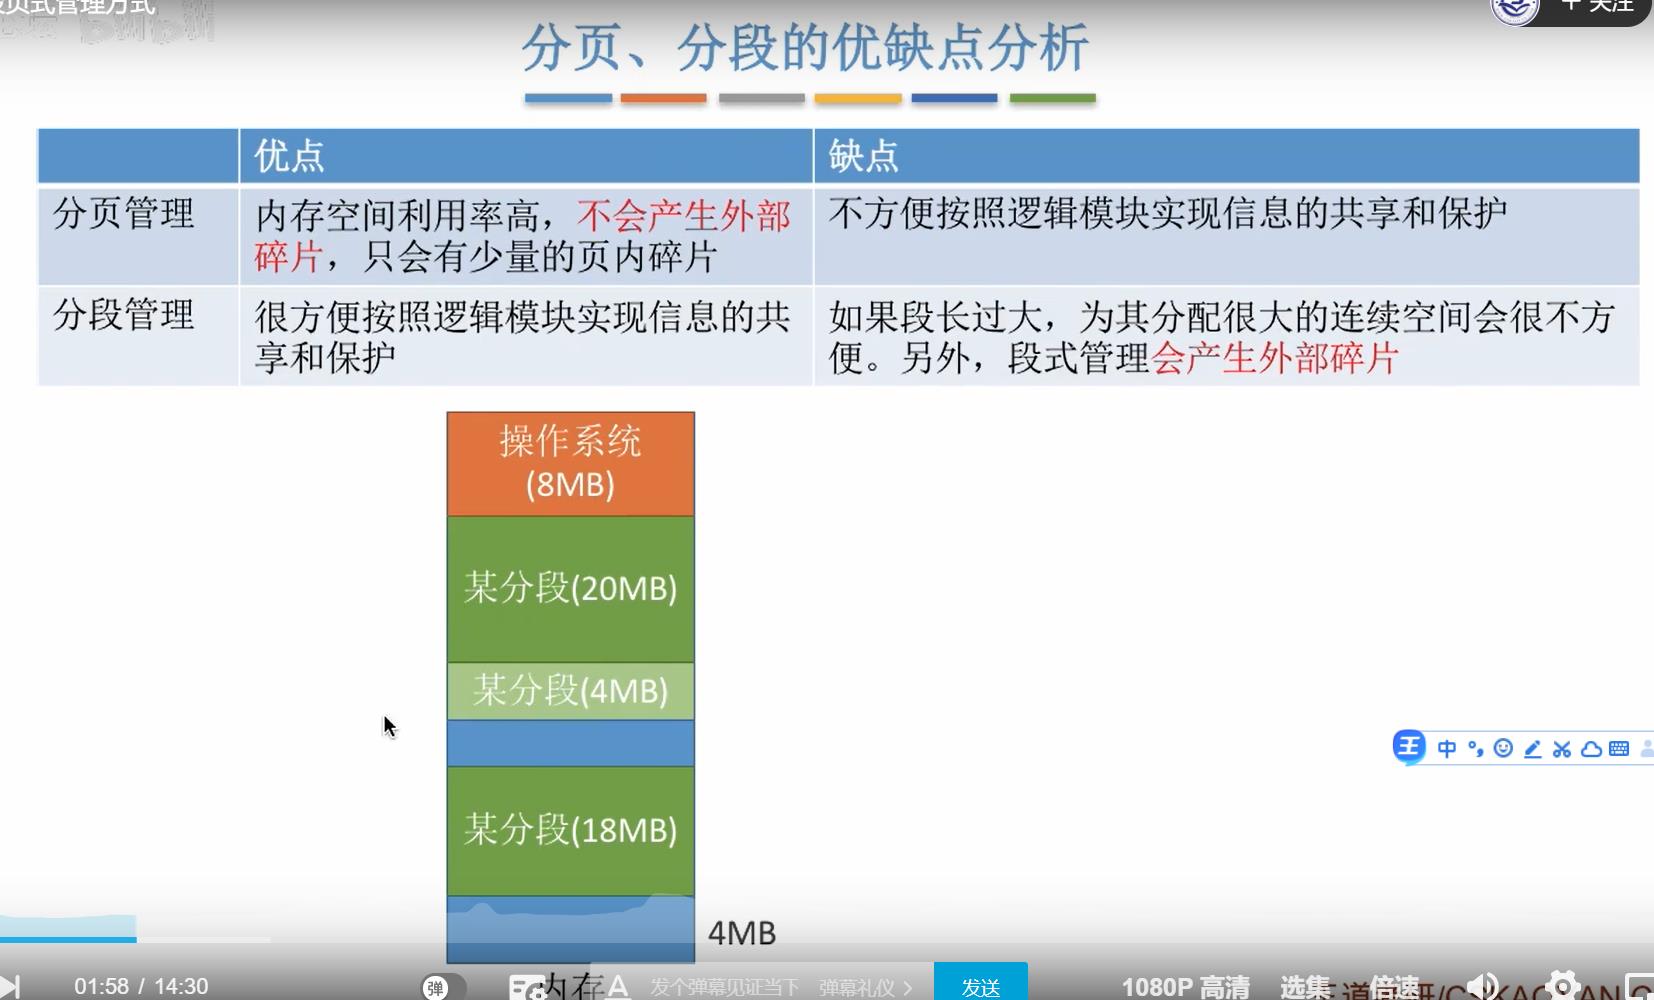 段页式管理方式
+ 关注
分页、分段的优缺点分析
优点
缺点
分页管理
内存空间利用率高，不会产生外部
碎片，只会有少量的页内碎片
不方便按照逻辑模块实现信息的共享和保护
分段管理
很方便按照逻辑模块实现信息的共
享和保护
如果段长过大，为其分配很大的连续空间会很不方
便。另外，段式管理会产生外部碎片
操作系统
(8MB)
某分段(20MB)
某分段(4MB)
某分段(18MB)
4MB
内存
王 中
01:58 / 14:30
弹
A
发个弹幕见证当下
弹幕礼仪 >
发送
1080P 高清
选集
倍速